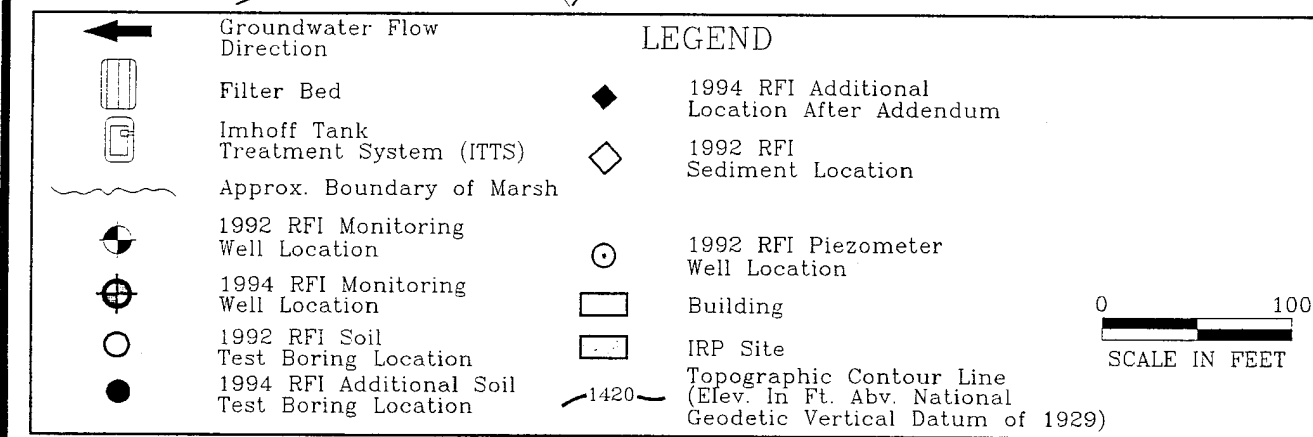 LEGEND
Groundwater Flow
Direction
Filter Bed
Imhoff Tank
Treatment System (ITTS)
Approx. Boundary of Marsh
1992 RFI Monitoring
Well Location
1994 RFI Monitoring
Well Location
1992 RFI Soil
Test Boring Location
1994 RFI Additional Soil
Test Boring Location
1994 RFI Additional
Location After Addendum
1992 RFI
Sediment Location
1992 RFI Piezometer
Well Location
Building
IRP Site
1420
Topographic Contour Line
(Elev. In Ft. Abv. National
Geodetic Vertical Datum of 1929)
0 100
SCALE IN FEET